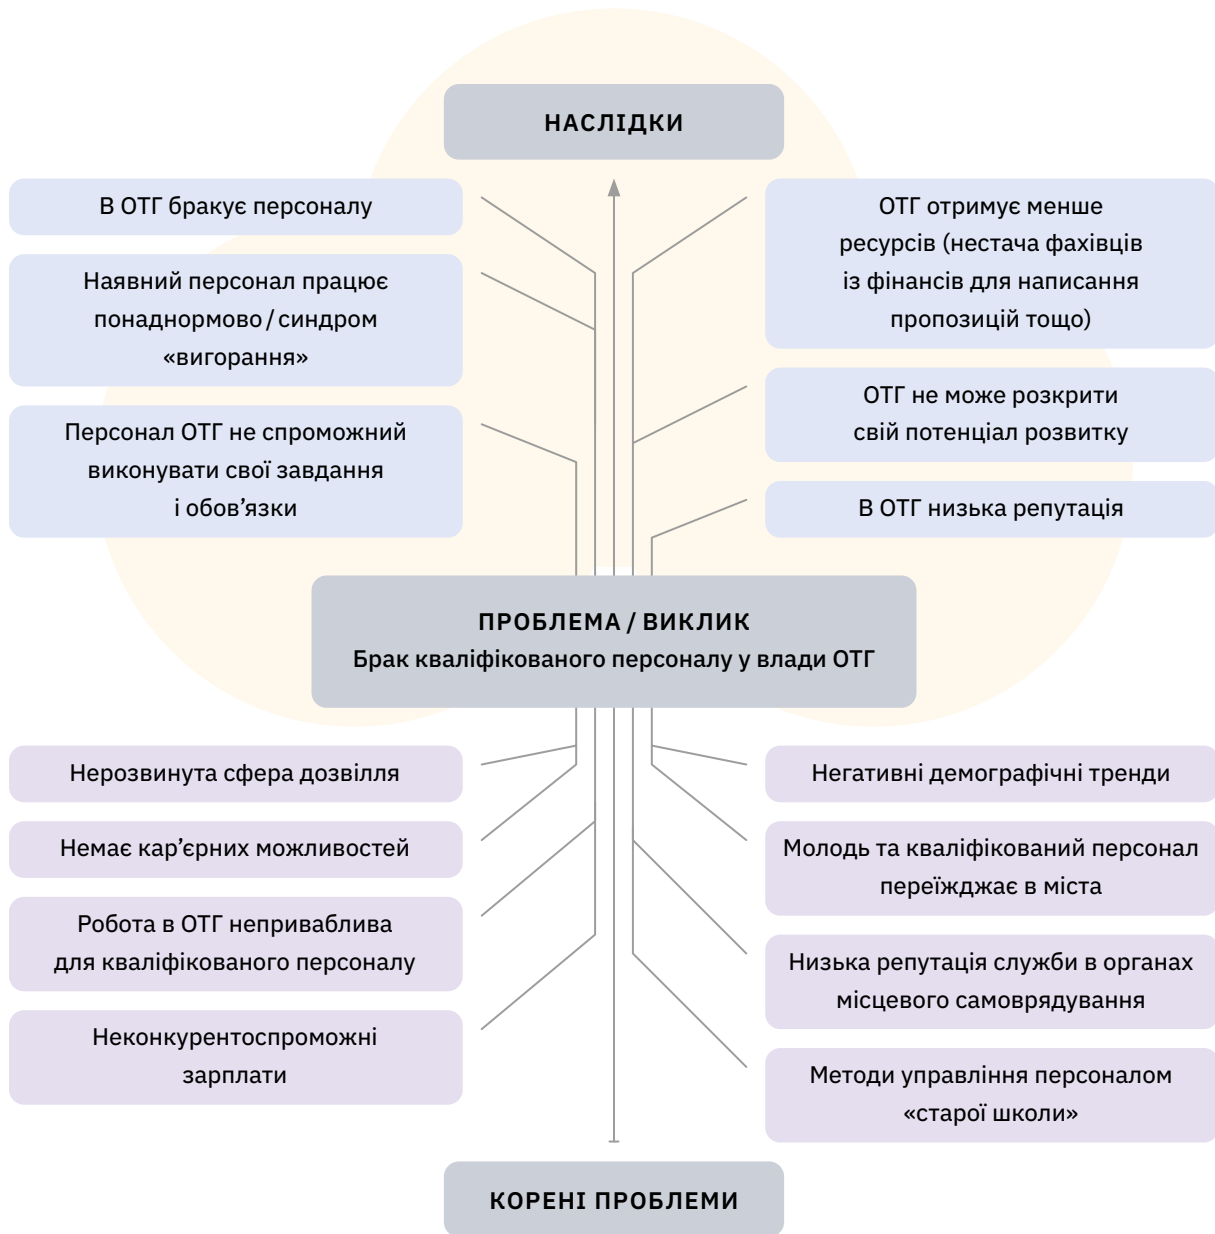 НАСЛІДКИ
В ОТГ бракує персоналу
Наявний персонал працює
понаднормово / синдром
«вигорання»
Персонал ОТГ не спроможний
виконувати свої завдання
і обов’язки
ОТГ отримує менше
ресурсів (нестача фахівців
із фінансів для написання
пропозицій тощо)
ОТГ не може розкрити
свій потенціал розвитку
В ОТГ низька репутація
ПРОБЛЕМА / ВИКЛИК
Брак кваліфікованого персоналу у влади ОТГ
Нерозвинута сфера дозвілля
Немає кар’єрних можливостей
Робота в ОТГ неприваблива
для кваліфікованого персоналу
Неконкурентоспроможні
зарплати
Негативні демографічні тренди
Молодь та кваліфікований персонал
переїжджає в міста
Низька репутація служби в органах
місцевого самоврядування
Методи управління персоналом
«старої школи»
КОРЕНІ ПРОБЛЕМИ